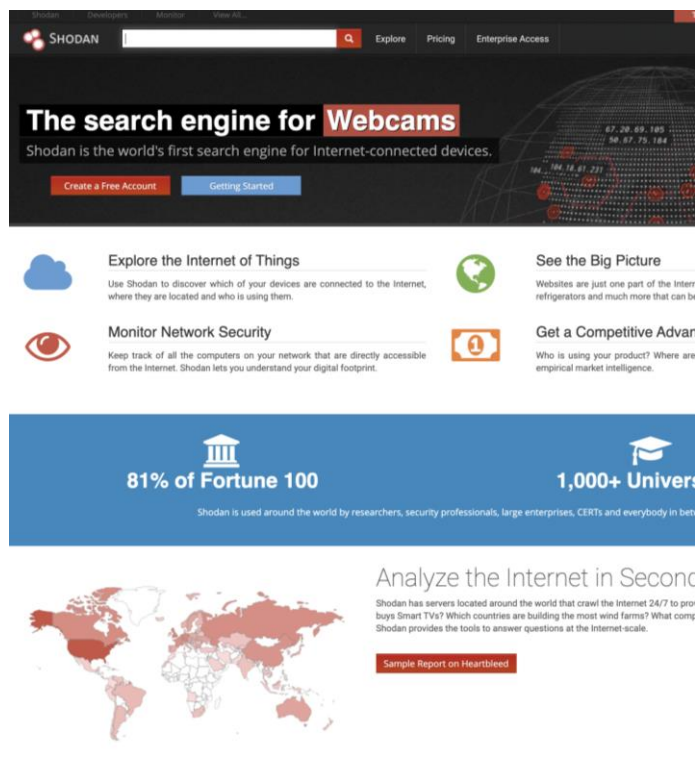 Shodan Developers Monitor View All...
SHODAN Explore Pricing Enterprise Access
The search engine for Webcams
Shodan is the world's first search engine for Internet-connected devices.
Create a Free Account Getting Started
67.20.69.105
50.67.75.184
104.18.61.231
Explore the Internet of Things
Use Shodan to discover which of your devices are connected to the Internet,
where they are located and who is using them.
See the Big Picture
Websites are just one part of the Intern
refrigerators and much more that can be
Monitor Network Security
Keep track of all the computers on your network that are directly accessible
from the Internet. Shodan lets you understand your digital footprint.
Get a Competitive Advan
Who is using your product? Where are
empirical market intelligence.
81% of Fortune 100
1,000+ Univers
Shodan is used around the world by researchers, security professionals, large enterprises, CERTs and everybody in betw
Analyze the Internet in Second
Shodan has servers located around the world that crawl the Internet 24/7 to prov
buys Smart TVs? Which countries are building the most wind farms? What comp
Shodan provides the tools to answer questions at the Internet-scale.
Sample Report on Heartbleed